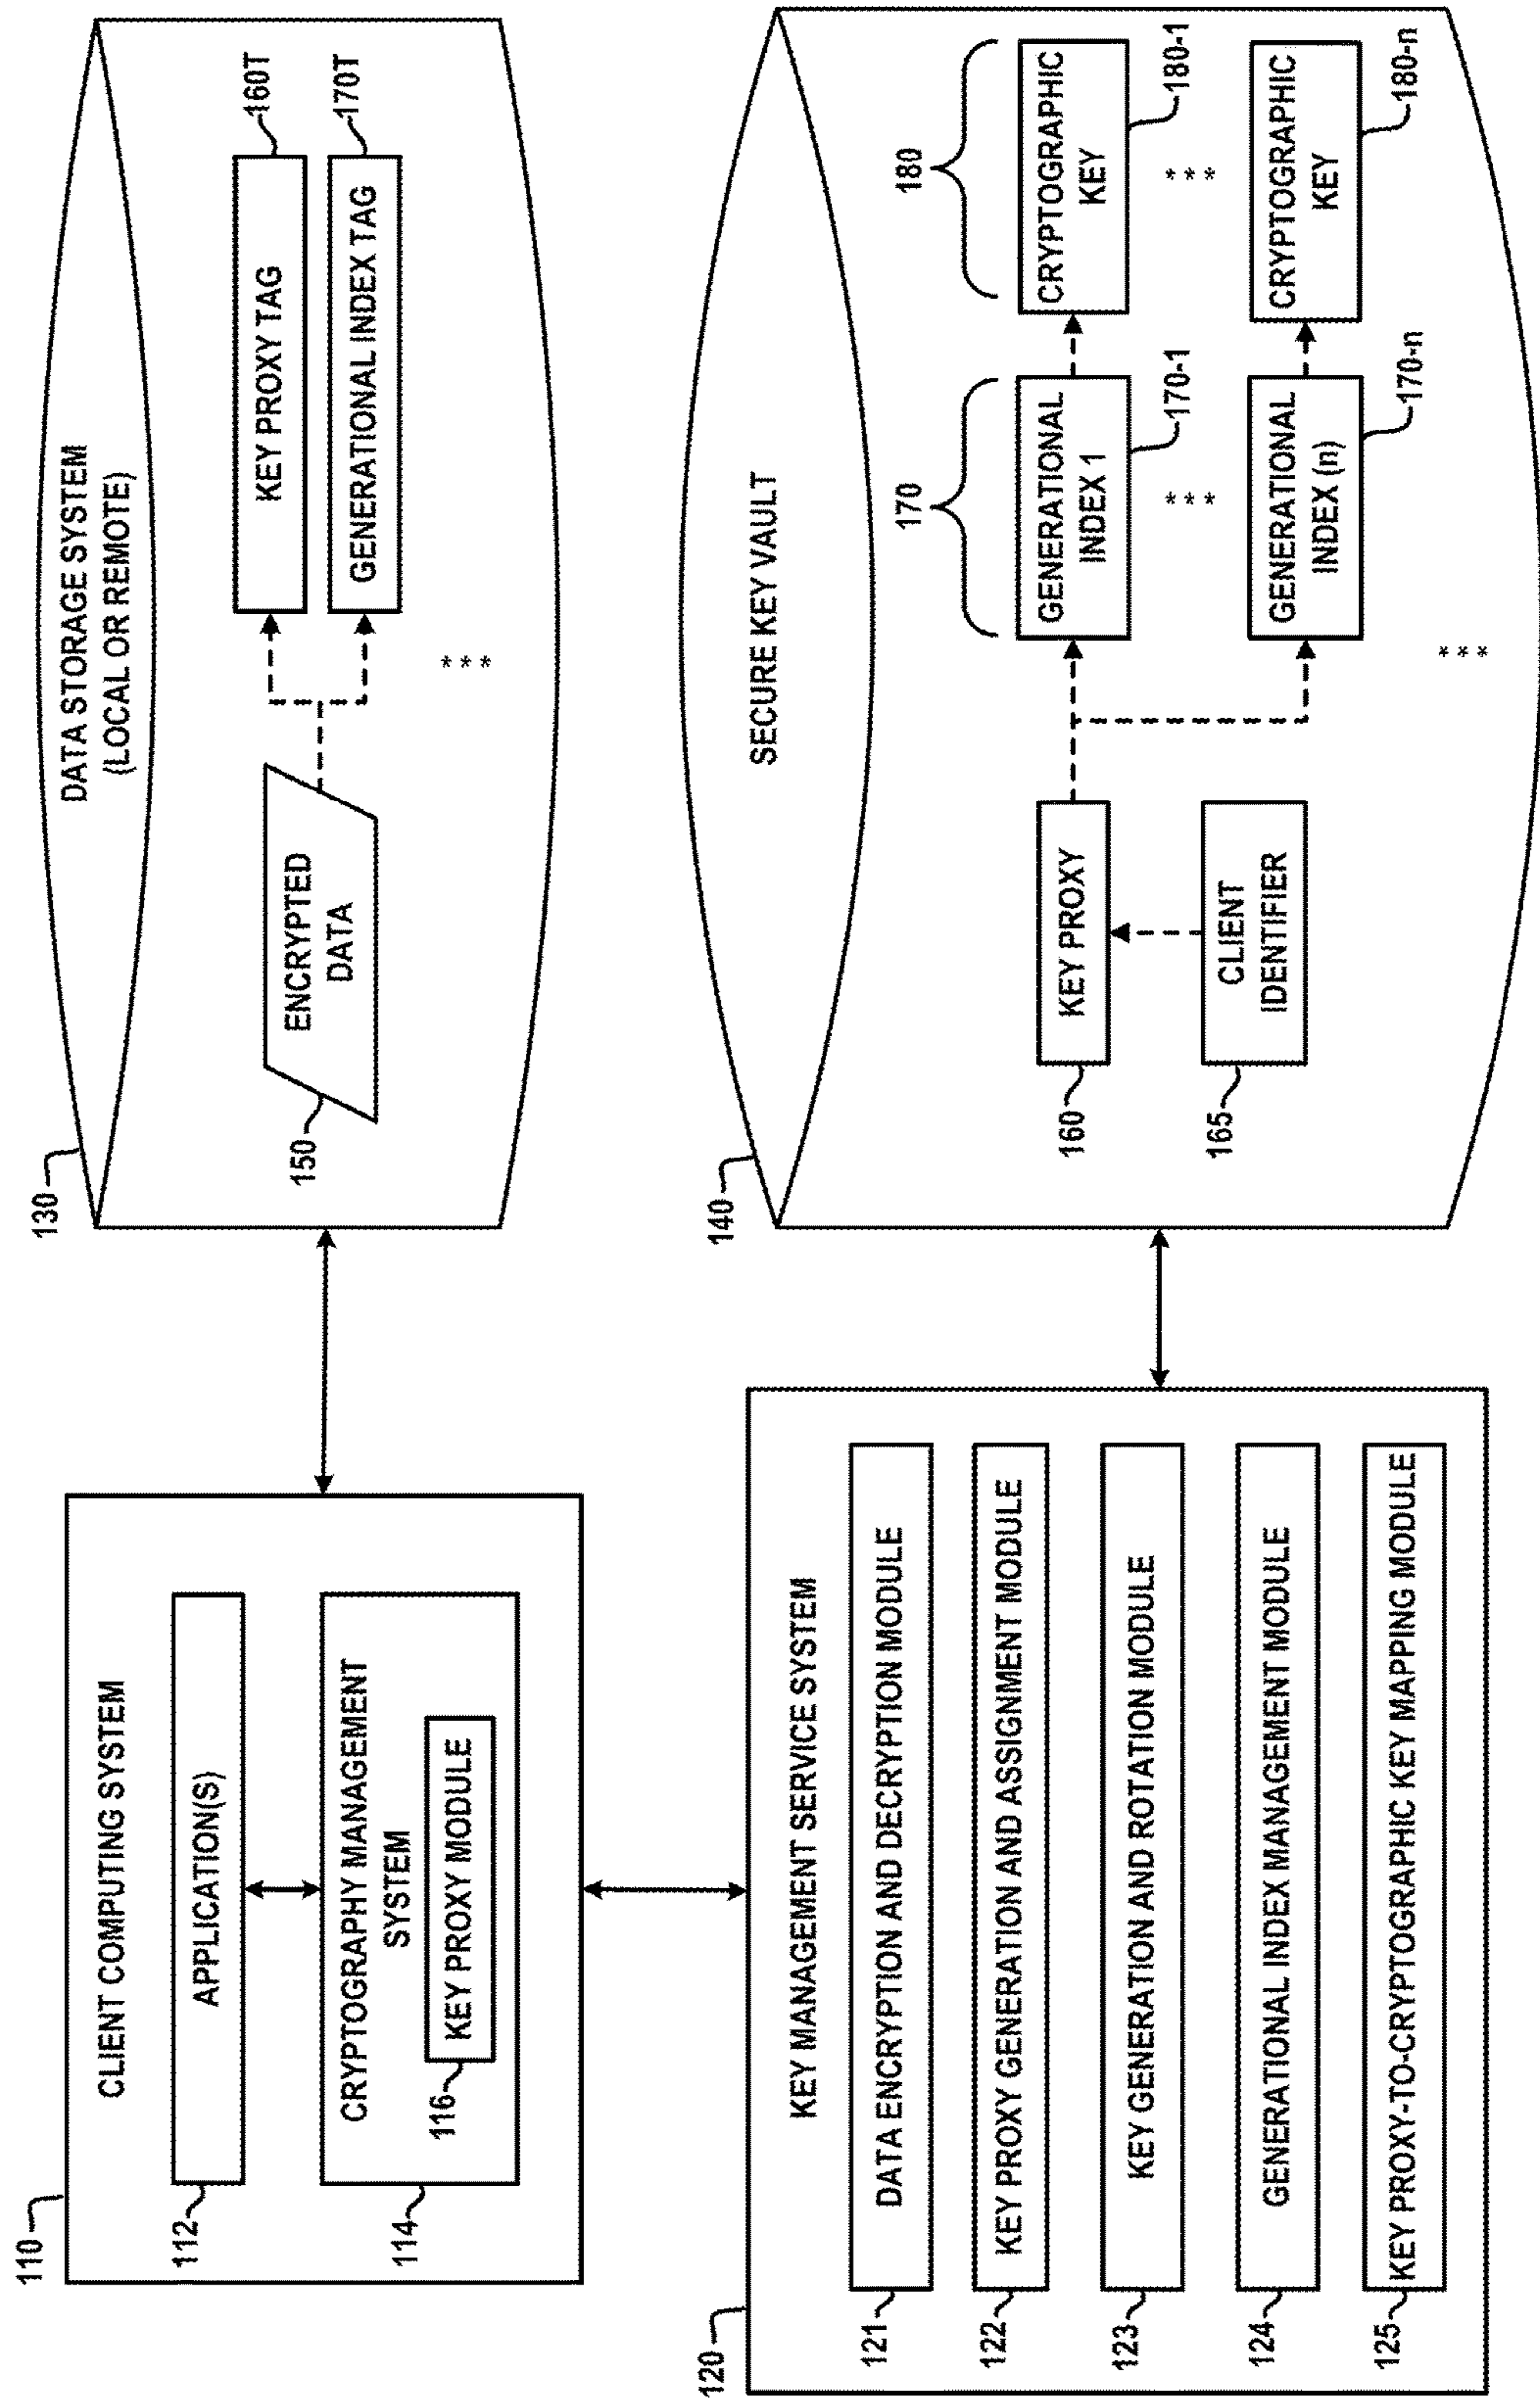 110
CLIENT COMPUTING SYSTEM
112
APPLICATION(S)
114
CRYPTOGRAPHY MANAGEMENT
SYSTEM
116
KEY PROXY MODULE
130
DATA STORAGE SYSTEM
(LOCAL OR REMOTE)
150
ENCRYPTED
DATA
KEY PROXY TAG
160T
GENERATIONAL INDEX TAG
170T
***
120
KEY MANAGEMENT SERVICE SYSTEM
121
DATA ENCRYPTION AND DECRYPTION MODULE
122
KEY PROXY GENERATION AND ASSIGNMENT MODULE
123
KEY GENERATION AND ROTATION MODULE
124
GENERATIONAL INDEX MANAGEMENT MODULE
125
KEY PROXY-TO-CRYPTOGRAPHIC KEY MAPPING MODULE
140
SECURE KEY VAULT
160
KEY PROXY
165
CLIENT
IDENTIFIER
170
GENERATIONAL
INDEX 1
170-1
***
GENERATIONAL
INDEX (n)
170-n
180
CRYPTOGRAPHIC
KEY
180-1
***
CRYPTOGRAPHIC
KEY
180-n
***